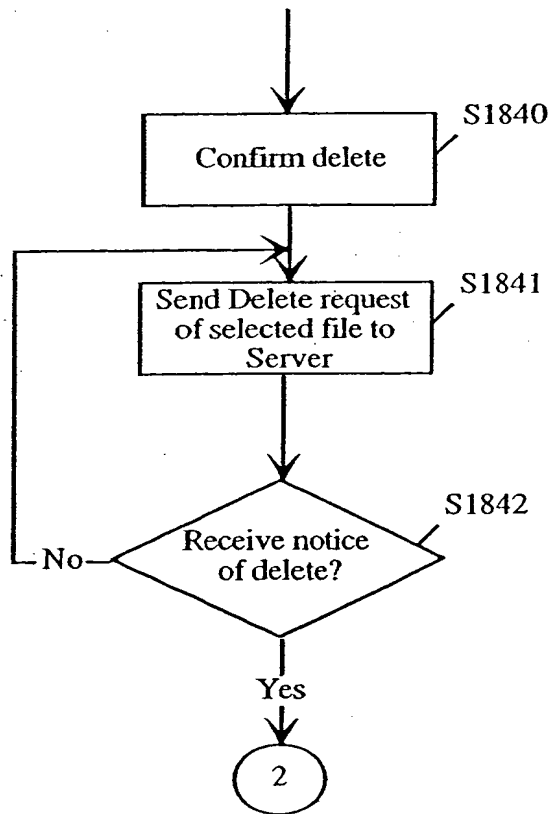 S1840
Confirm delete
S1841
Send Delete request
of selected file to
Server
S1842
Receive notice
of delete?
No
Yes
2